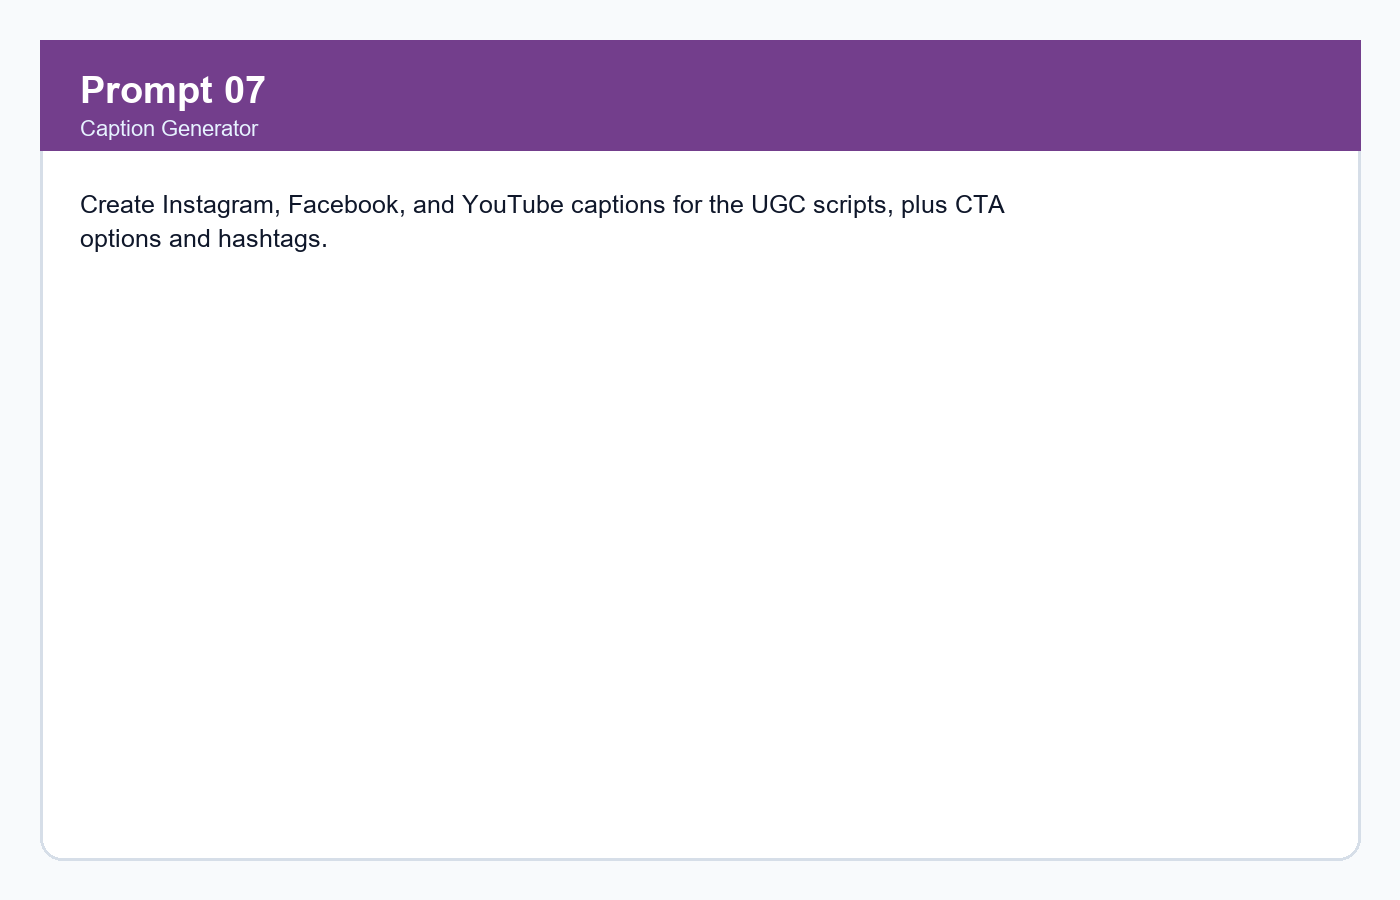 Prompt 07
Caption Generator
Create Instagram, Facebook, and YouTube captions for the UGC scripts, plus CTA
options and hashtags.